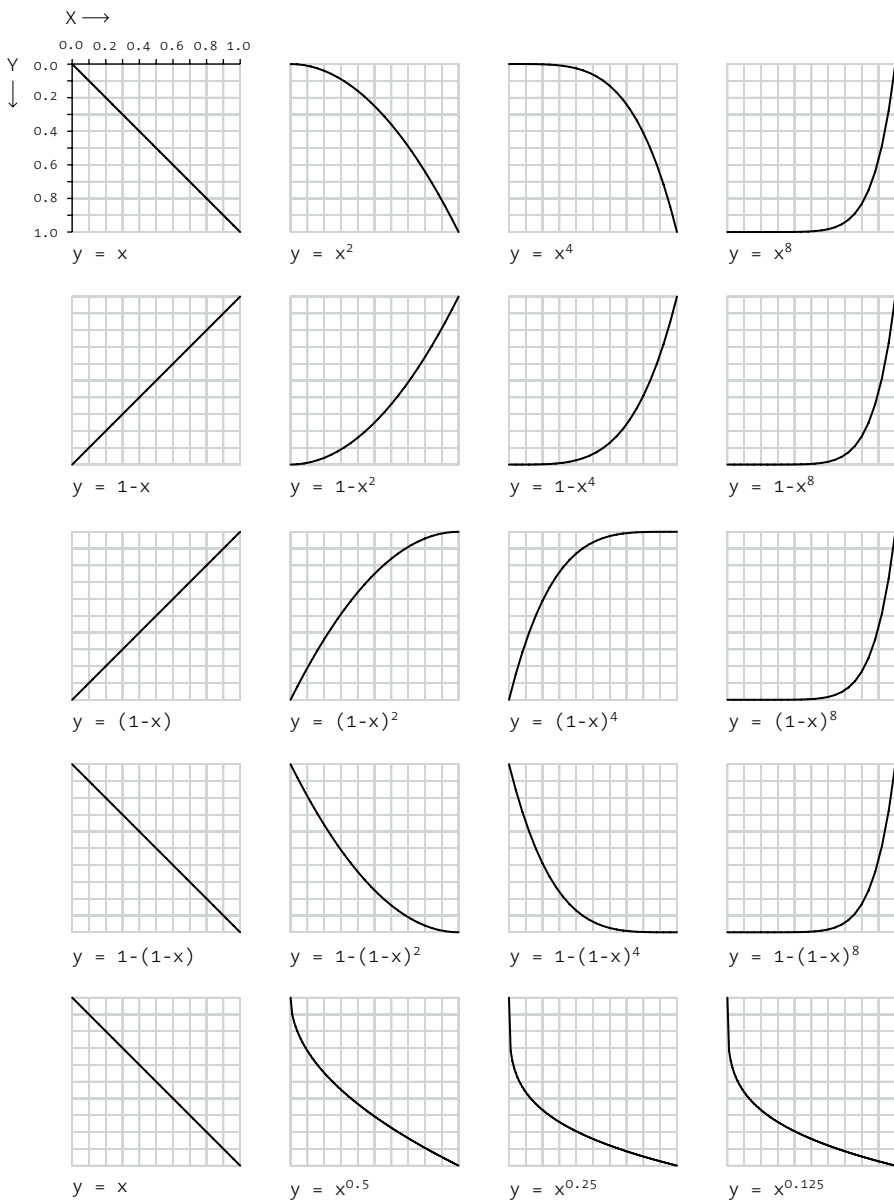 X →
0.0 0.2 0.4 0.6 0.8 1.0
Y
↓
0.0
0.2
0.4
0.6
0.8
1.0
y = x
y = x²
y = x⁴
y = x⁸
y = 1-x
y = 1-x²
y = 1-x⁴
y = 1-x⁸
y = (1-x)
y = (1-x)²
y = (1-x)⁴
y = (1-x)⁸
y = 1-(1-x)
y = 1-(1-x)²
y = 1-(1-x)⁴
y = 1-(1-x)⁸
y = x
y = x^0.5
y = x^0.25
y = x^0.125